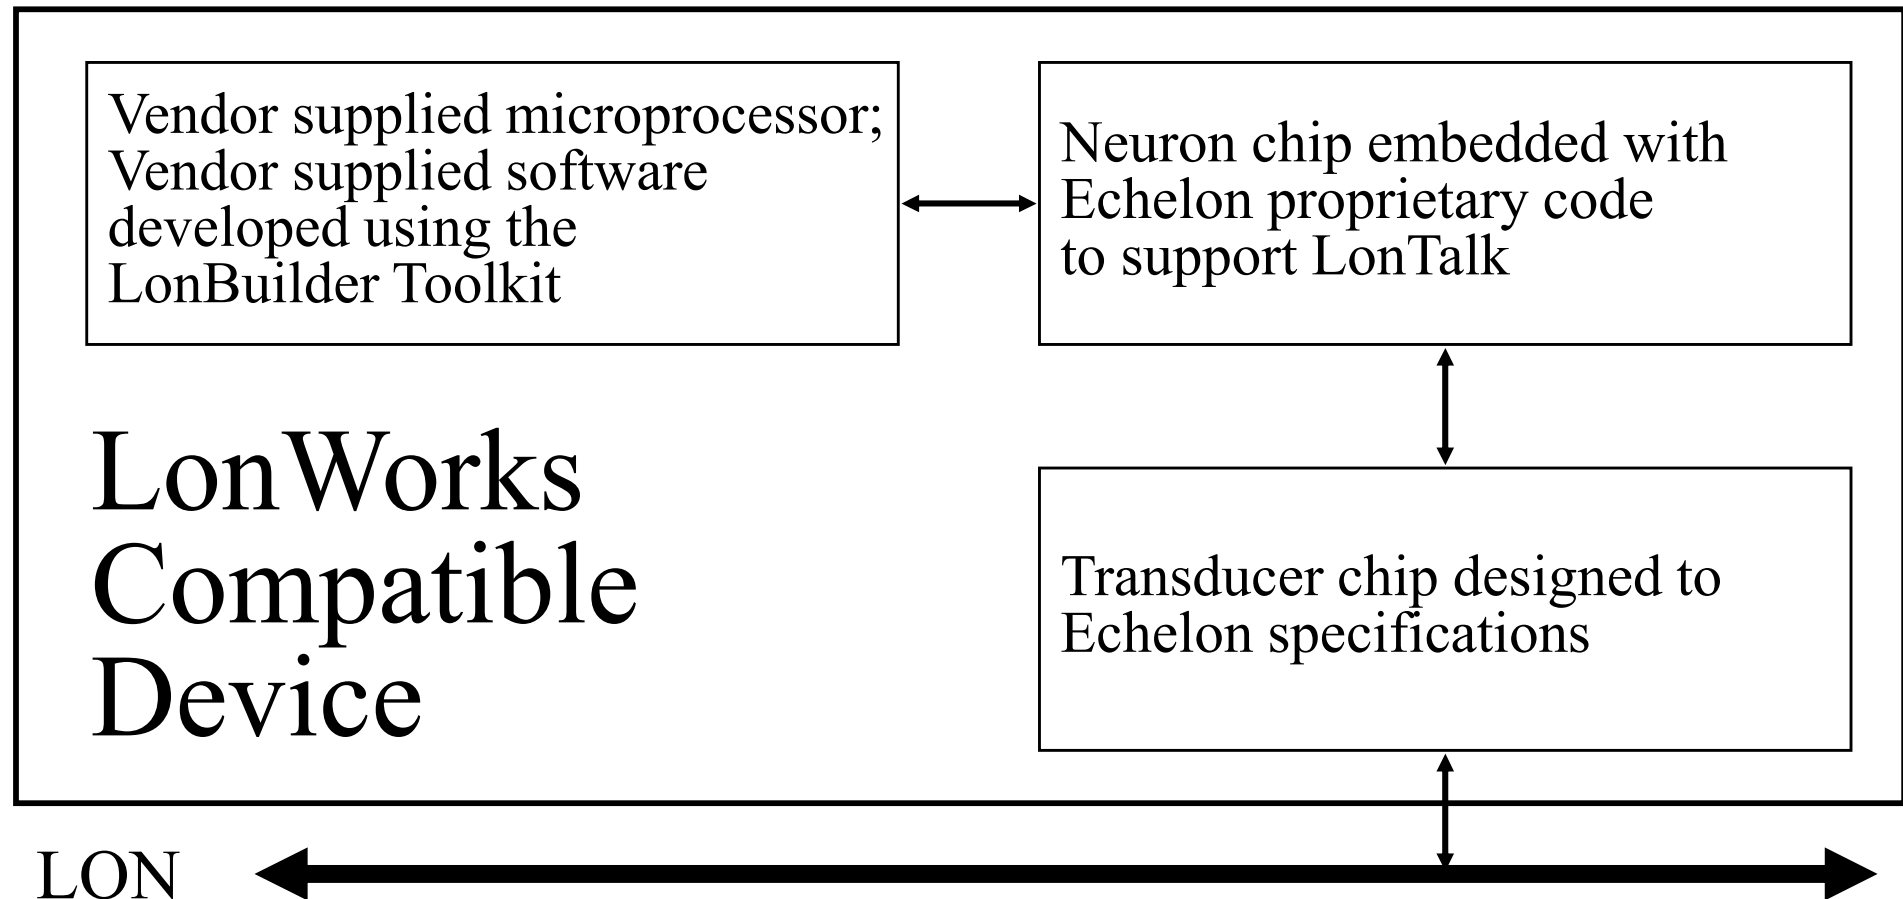 Vendor supplied microprocessor;
Vendor supplied software
developed using the
LonBuilder Toolkit
Neuron chip embedded with
Echelon proprietary code
to support LonTalk
LonWorks
Compatible
Device
Transducer chip designed to
Echelon specifications
LON